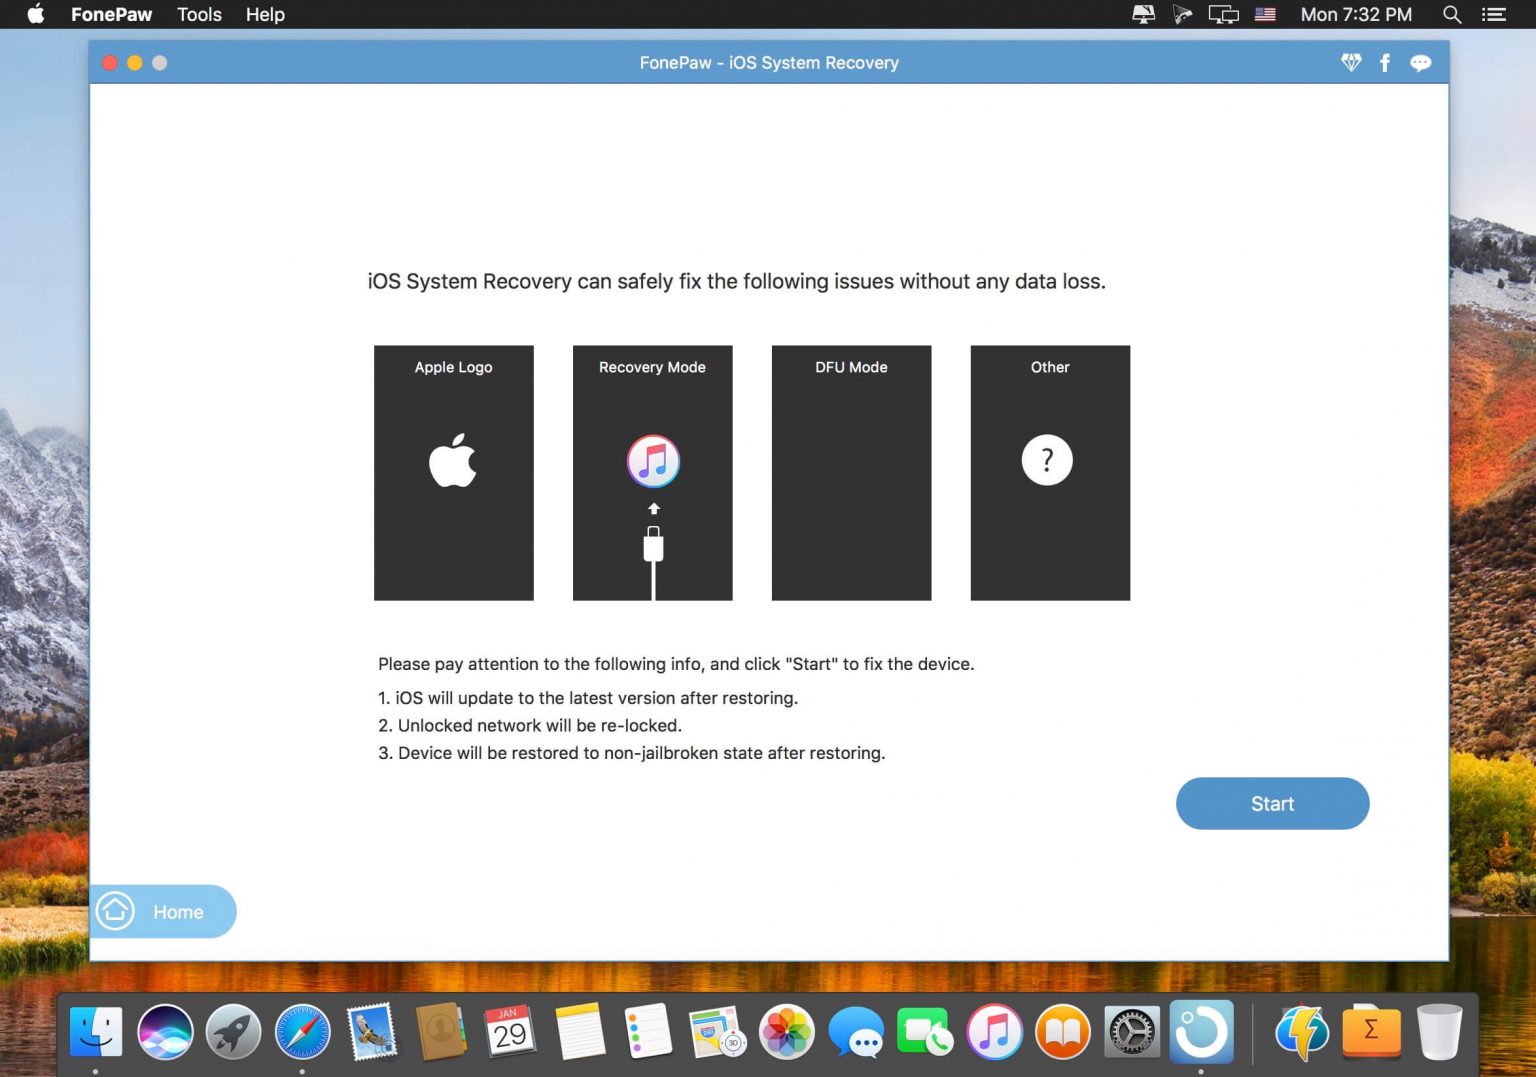 FonePaw Tools Help Mon 7:32 PM
FonePaw - iOS System Recovery
iOS System Recovery can safely fix the following issues without any data loss.
Apple Logo Recovery Mode DFU Mode Other
?
Please pay attention to the following info, and click "Start" to fix the device.
1. iOS will update to the latest version after restoring.
2. Unlocked network will be re-locked.
3. Device will be restored to non-jailbroken state after restoring.
Start
Home
JAN
29
280
3D
Σ